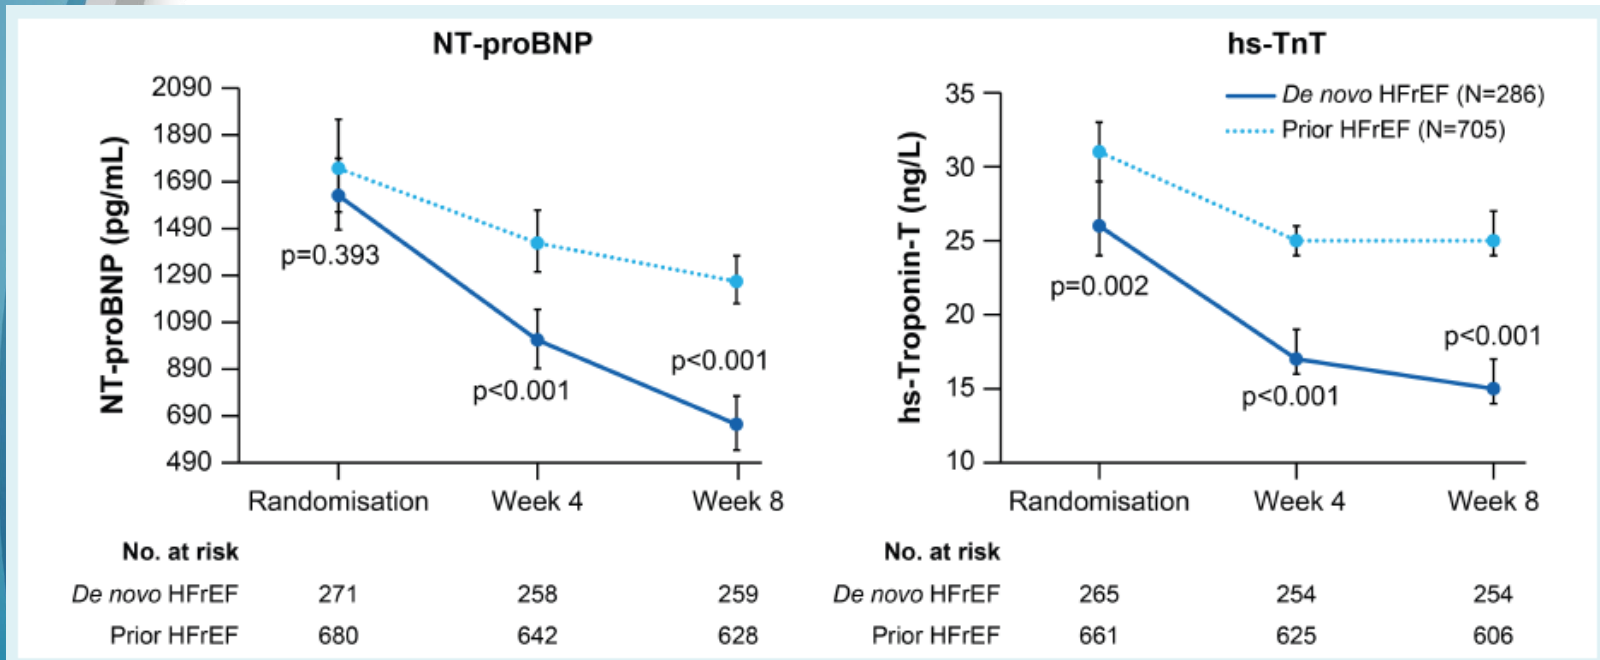 NT-proBNP
NT-proBNP (pg/mL)
2090
1890
1690
1490
1290
1090
890
690
490
p=0.393
p<0.001
p<0.001
Randomisation Week 4 Week 8
No. at risk
De novo HFrEF 271 258 259
Prior HFrEF 680 642 628
hs-TnT
De novo HFrEF (N=286)
Prior HFrEF (N=705)
hs-Troponin-T (ng/L)
35
30
25
20
15
10
p=0.002
p<0.001
p<0.001
Randomisation Week 4 Week 8
No. at risk
De novo HFrEF 265 254 254
Prior HFrEF 661 625 606